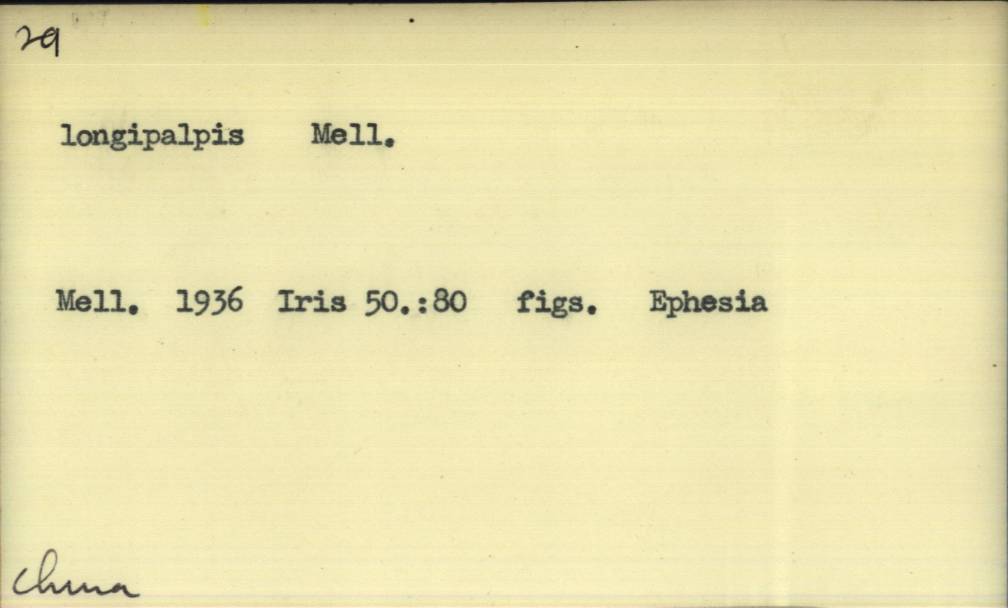 29
longipalpis Mell.
Mell. 1936 Iris 50.:80 figs. Ephesia
China